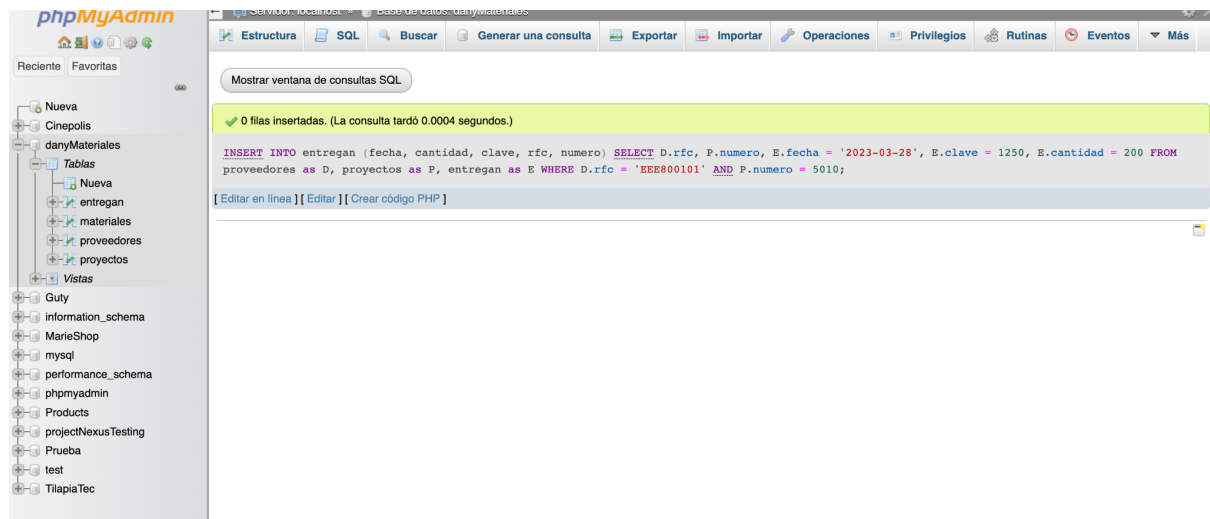 phpMyAdmin
Reciente Favoritas
Nueva
Cinepolis
danyMateriales
Tablas
Nueva
entregan
materiales
proveedores
proyectos
Vistas
Guty
information_schema
MarieShop
mysql
performance_schema
phpmyadmin
Products
projectNexusTesting
Prueba
test
TilapiaTec
Servidor: localhost » Base de datos: danyMateriales
Estructura SQL Buscar Generar una consulta Exportar Importar Operaciones Privilegios Rutinas Eventos Más
Mostrar ventana de consultas SQL
0 filas insertadas. (La consulta tardó 0.0004 segundos.)
INSERT INTO entregan (fecha, cantidad, clave, rfc, numero) SELECT D.rfc, P.numero, E.fecha = '2023-03-28', E.clave = 1250, E.cantidad = 200 FROM
proveedores as D, proyectos as P, entregan as E WHERE D.rfc = 'EEE800101' AND P.numero = 5010;
[ Editar en línea ] [ Editar ] [ Crear código PHP ]